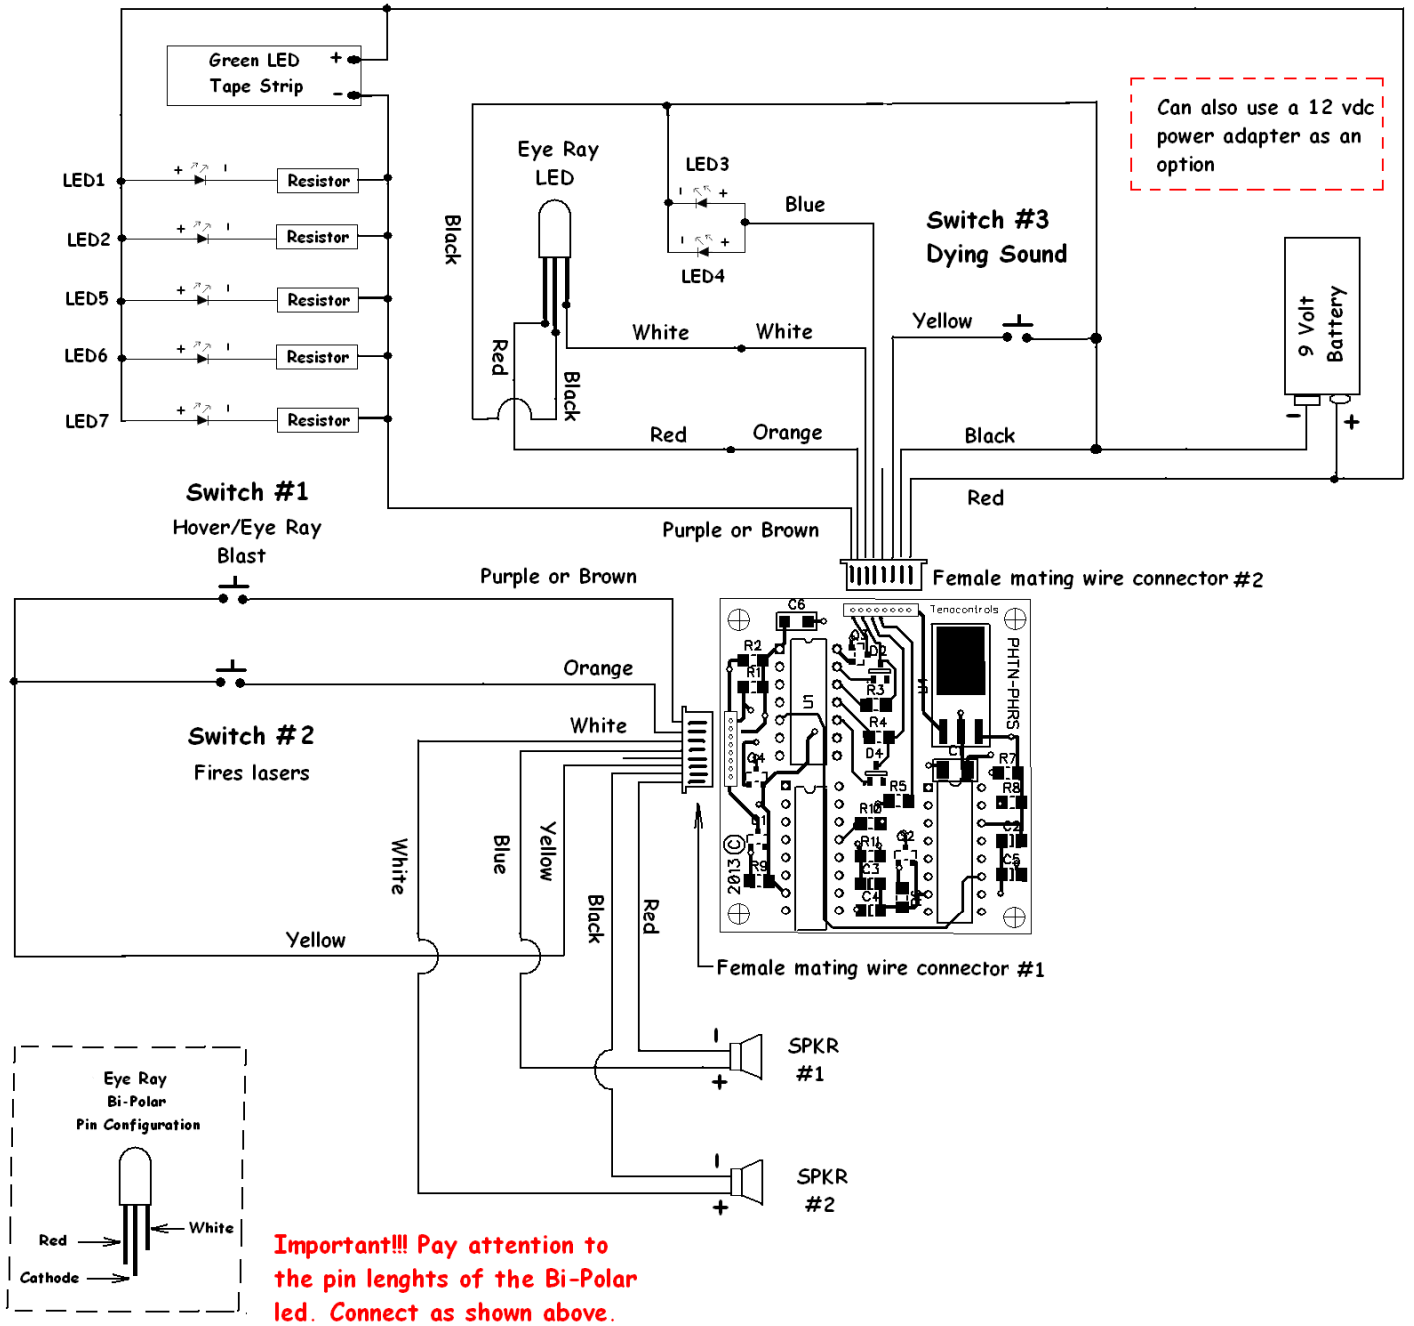 Green LED +
Tape Strip -
Can also use a 12 vdc
power adapter as an
option
Eye Ray
LED
LED3
- +
Blue
- +
LED4
Black
Switch #3
Dying Sound
LED1 + - Resistor
LED2 + - Resistor
LED5 + - Resistor
LED6 + - Resistor
LED7 + - Resistor
9 Volt
Battery
- +
Yellow
White White
Red
Black
Red Orange
Black
Red
Switch #1
Hover/Eye Ray
Blast
Purple or Brown
Purple or Brown
Female mating wire connector #2
Orange
White
Switch #2
Fires lasers
Tenacontrols
PHTN-PHRS
C6
R2
R1
Q3
D2
R3
R4
D4
R5
R10
R11
C3
C4
Q2
U1
R7
R8
C2
C5
R9
2013 ©
White
Blue
Yellow
Black
Red
Yellow
Female mating wire connector #1
-
+
SPKR
#1
-
+
SPKR
#2
Eye Ray
Bi-Polar
Pin Configuration
White
Red
Cathode
Important!!! Pay attention to
the pin lenghts of the Bi-Polar
led. Connect as shown above.